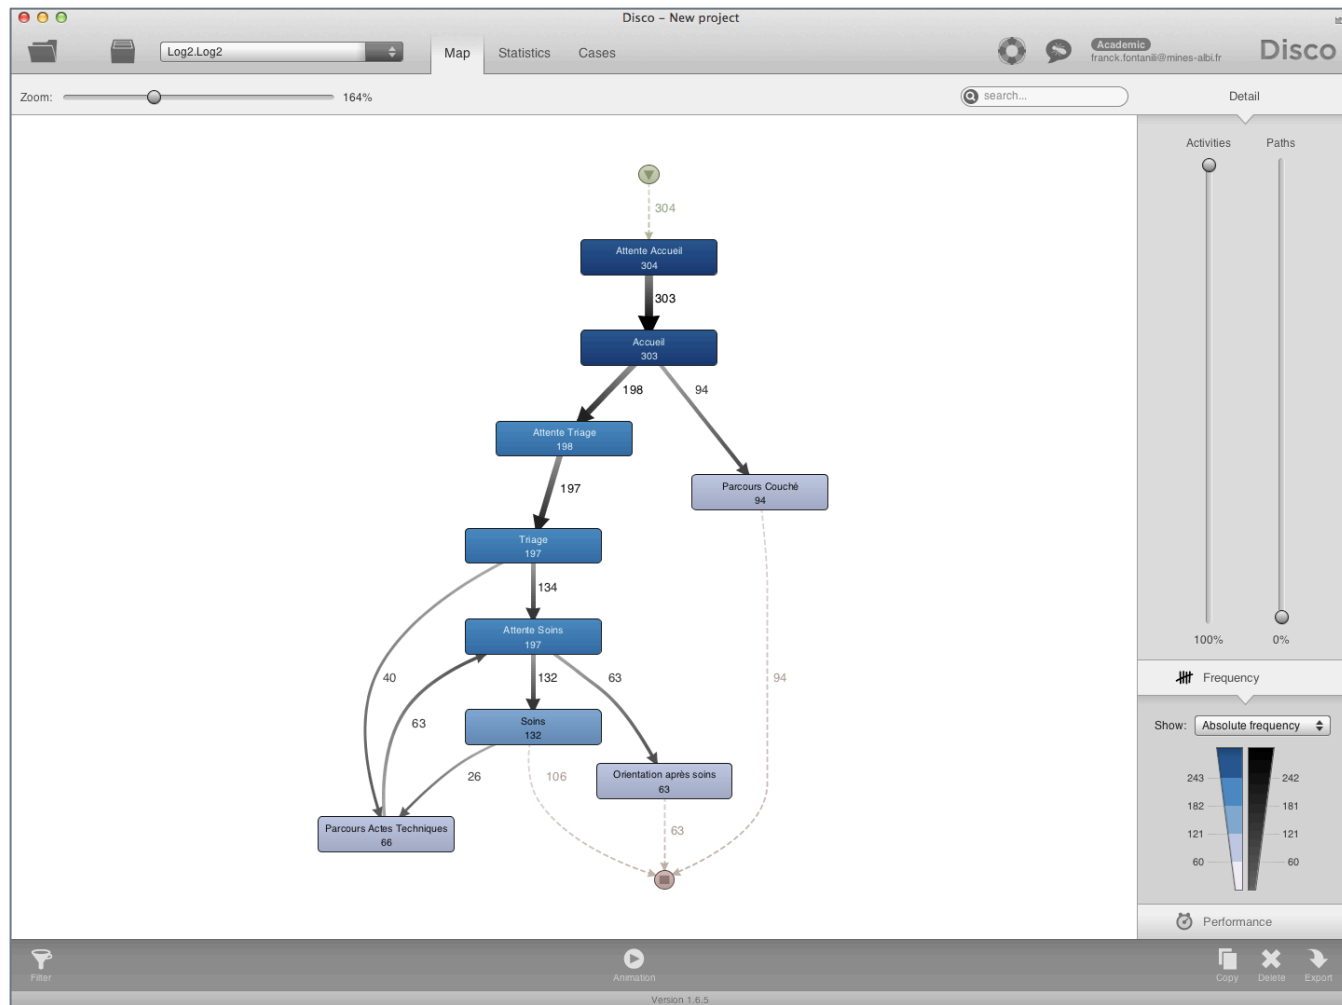 Disco - New project
Log2.Log2
Map
Statistics
Cases
Academic
franck.fontanili@mines-albi.fr
Disco
Zoom:
164%
search...
Detail
Activities
Paths
304
Attente Accueil
304
303
Accueil
303
198
94
Attente Triage
198
197
Parcours Couché
94
Triage
197
134
Attente Soins
197
40
132
63
94
63
Soins
132
26
106
Orientation après soins
63
Parcours Actes Techniques
66
63
100%
0%
Frequency
Show:
Absolute frequency
243
242
182
181
121
121
60
60
Performance
Filter
Animation
Copy
Delete
Export
Version 1.6.5